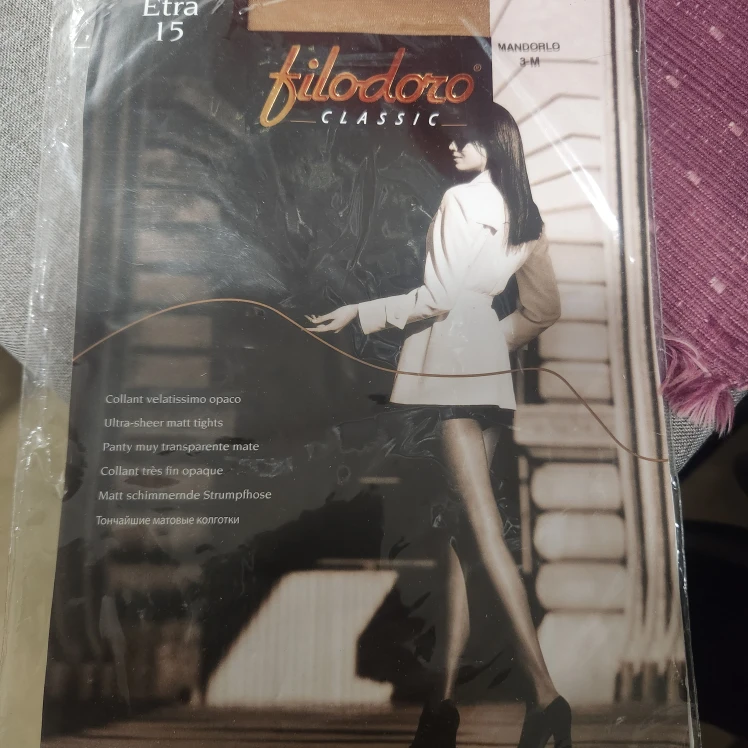 Etra
15
MANDORLO
3-M
filodoro®
CLASSIC
Collant velatissimo opaco
Ultra-sheer matt tights
Panty muy transparente mate
Collant très fin opaque
Matt schimmernde Strumpfhose
Тончайшие матовые колготки